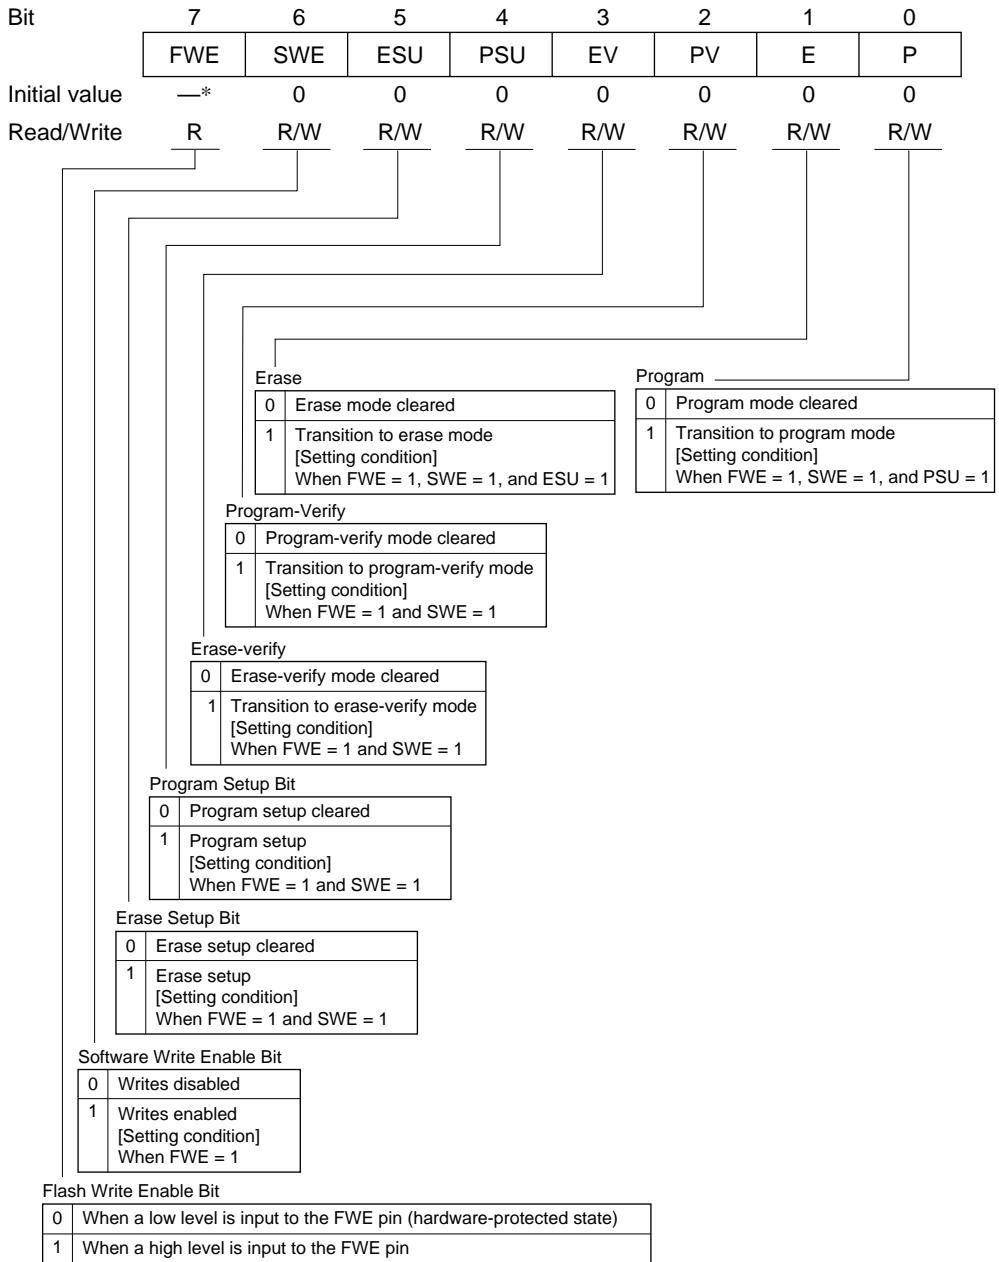 Bit 7 6 5 4 3 2 1 0
FWE SWE ESU PSU EV PV E P
Initial value —* 0 0 0 0 0 0 0
Read/Write R R/W R/W R/W R/W R/W R/W R/W
Erase
0 Erase mode cleared
1 Transition to erase mode
[Setting condition]
When FWE = 1, SWE = 1, and ESU = 1
Program
0 Program mode cleared
1 Transition to program mode
[Setting condition]
When FWE = 1, SWE = 1, and PSU = 1
Program-Verify
0 Program-verify mode cleared
1 Transition to program-verify mode
[Setting condition]
When FWE = 1 and SWE = 1
Erase-verify
0 Erase-verify mode cleared
1 Transition to erase-verify mode
[Setting condition]
When FWE = 1 and SWE = 1
Program Setup Bit
0 Program setup cleared
1 Program setup
[Setting condition]
When FWE = 1 and SWE = 1
Erase Setup Bit
0 Erase setup cleared
1 Erase setup
[Setting condition]
When FWE = 1 and SWE = 1
Software Write Enable Bit
0 Writes disabled
1 Writes enabled
[Setting condition]
When FWE = 1
Flash Write Enable Bit
0 When a low level is input to the FWE pin (hardware-protected state)
1 When a high level is input to the FWE pin